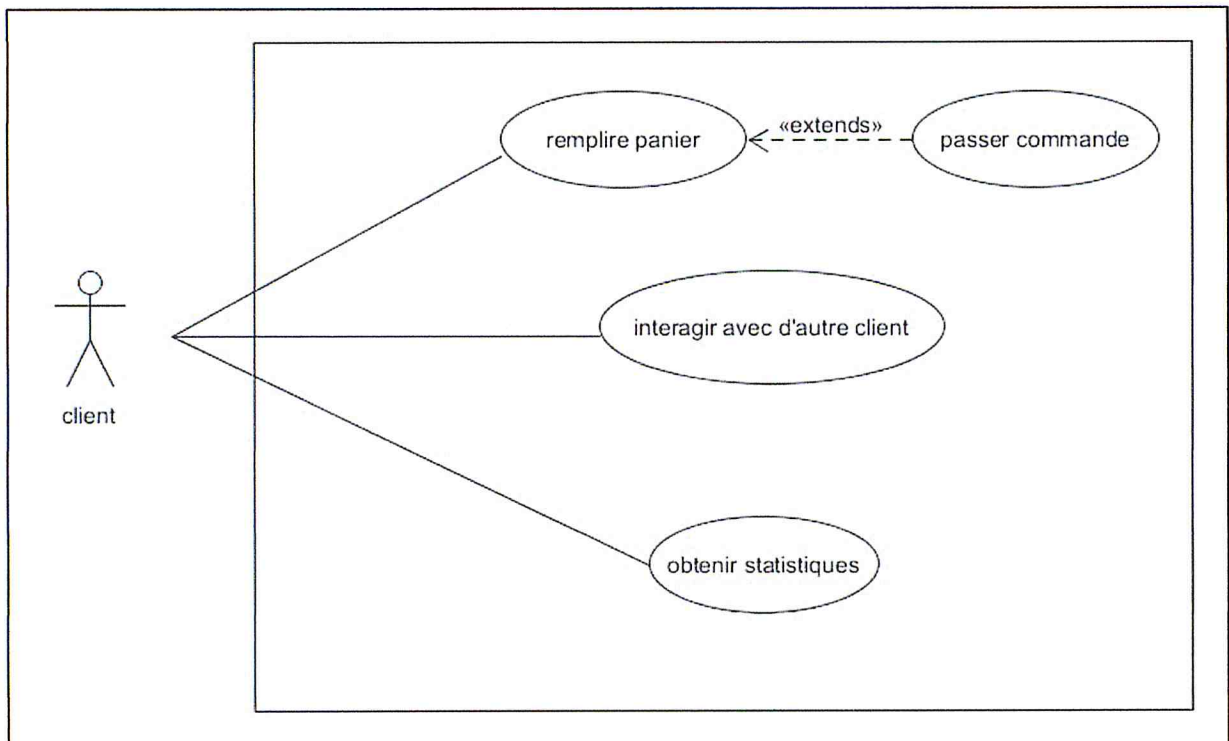 remplire panier
«extends»
passer commande
interagir avec d'autre client
client
obtenir statistiques